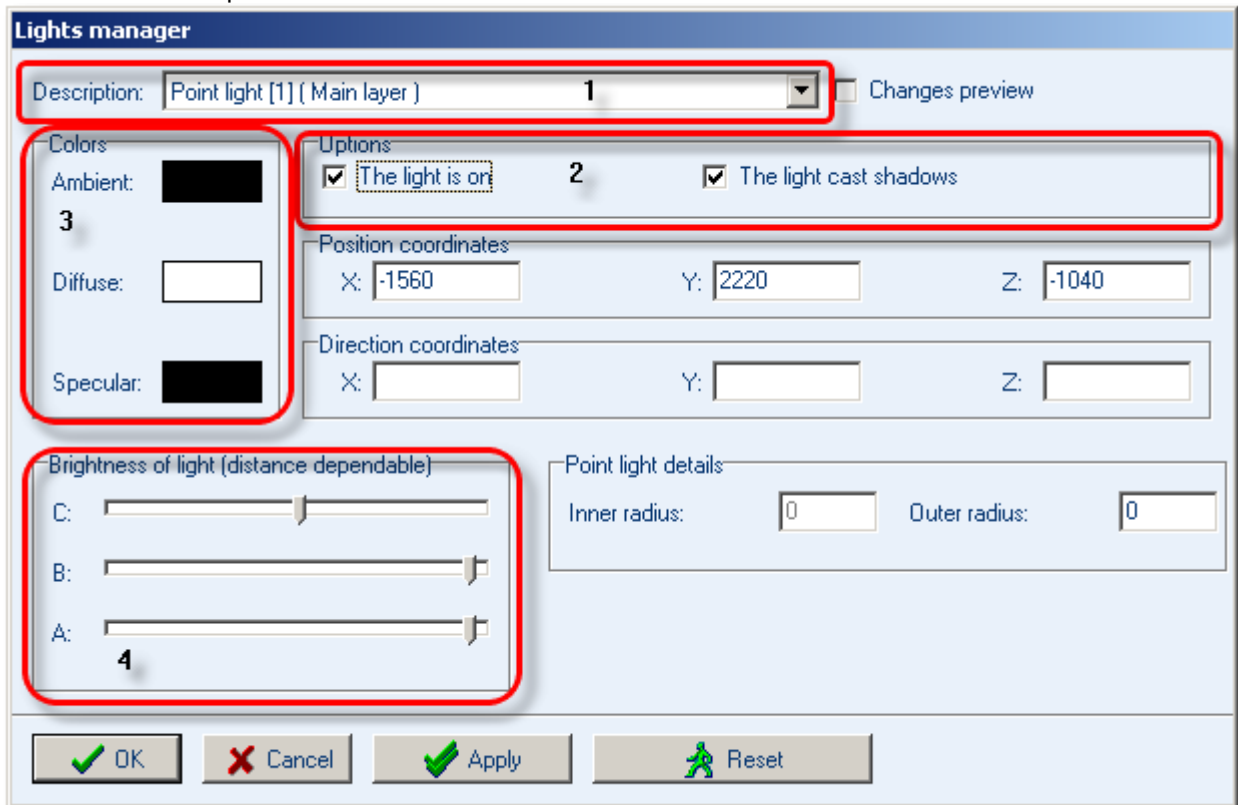 Lights manager
Description: Point light [1] ( Main layer ) 1 Changes preview
Colors
Ambient:
3
Diffuse:
Specular:
Options
The light is on 2 The light cast shadows
Position coordinates
X: -1560 Y: 2220 Z: -1040
Direction coordinates
X: Y: Z:
Brightness of light (distance dependable)
C:
B:
A:
4
Point light details
Inner radius: 0 Outer radius: 0
OK Cancel Apply Reset